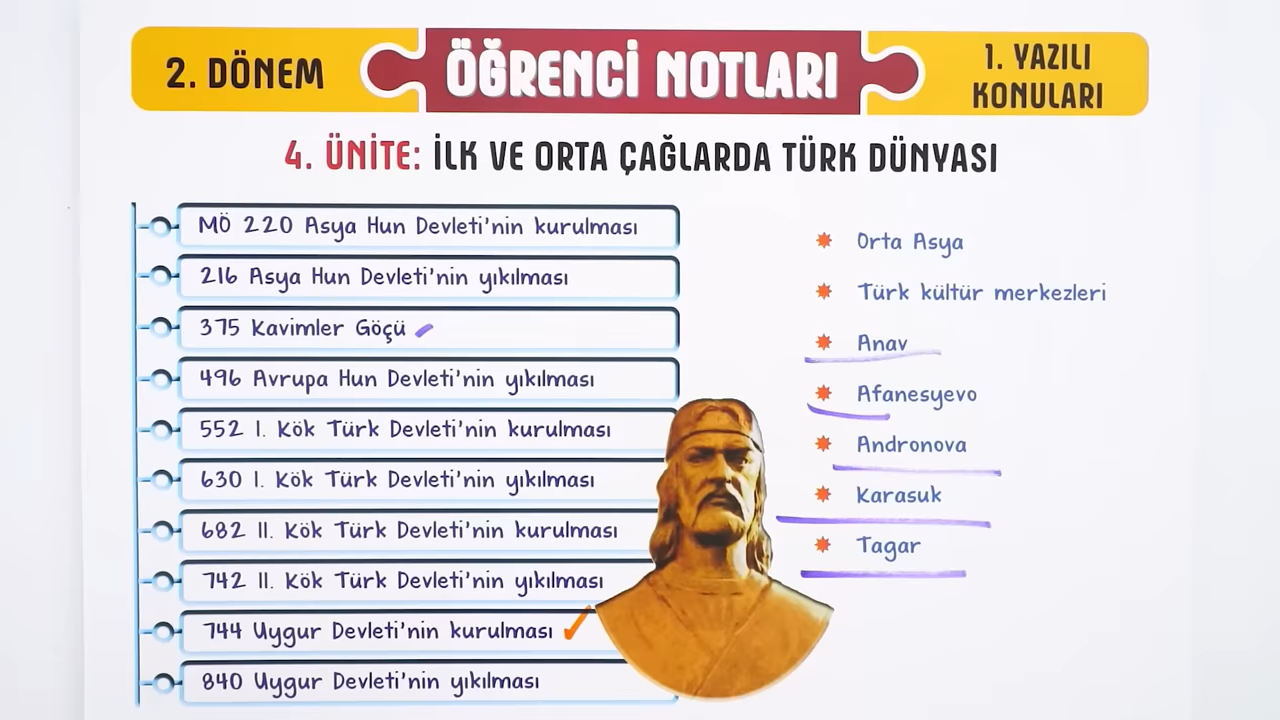 2. DÖNEM
ÖĞRENCİ NOTLARI
1. YAZILI
KONULARI
4. ÜNİTE: İLK VE ORTA ÇAĞLARDA TÜRK DÜNYASI
MÖ 220 Asya Hun Devleti'nin kurulması
216 Asya Hun Devleti'nin yıkılması
375 Kavimler Göçü
496 Avrupa Hun Devleti'nin yıkılması
552 I. Kök Türk Devleti'nin kurulması
630 I. Kök Türk Devleti'nin yıkılması
682 II. Kök Türk Devleti'nin kurulması
742 II. Kök Türk Devleti'nin yıkılması
744 Uygur Devleti'nin kurulması
840 Uygur Devleti'nin yıkılması
Orta Asya
Türk kültür merkezleri
Anav
Afanesyevo
Andronova
Karasuk
Tagar